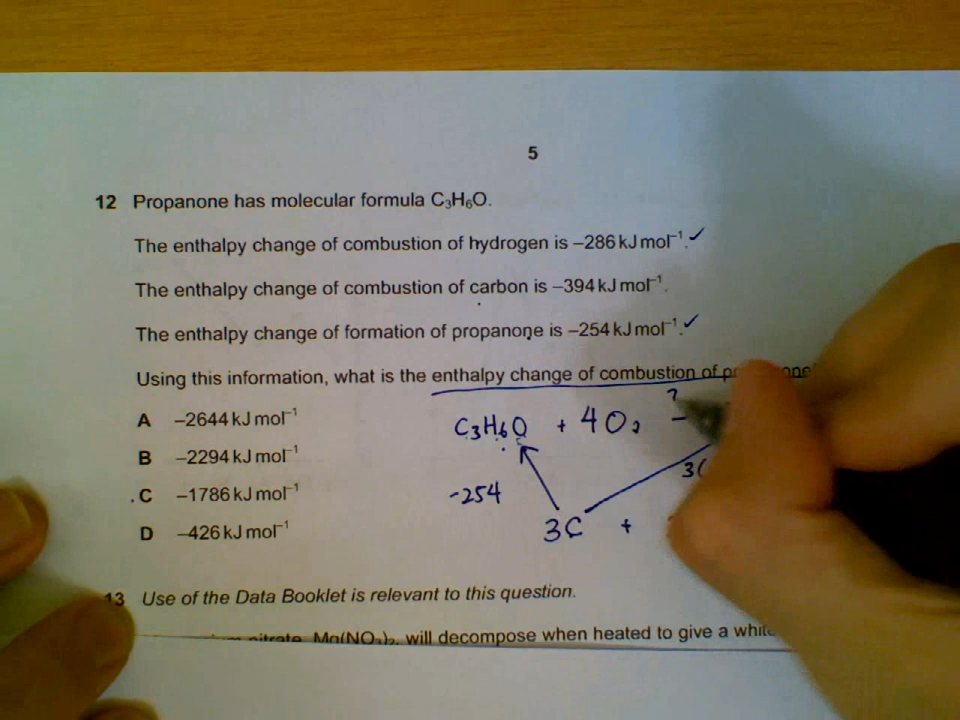 5
12 Propanone has molecular formula C₃H₆O.
The enthalpy change of combustion of hydrogen is –286 kJ mol⁻¹. ✓
The enthalpy change of combustion of carbon is –394 kJ mol⁻¹.
The enthalpy change of formation of propanone is –254 kJ mol⁻¹. ✓
Using this information, what is the enthalpy change of combustion of
A –2644 kJ mol⁻¹
B –2294 kJ mol⁻¹
C –1786 kJ mol⁻¹
D –426 kJ mol⁻¹
?
C₃H₆O + 4O₂
-254
3C +
13 Use of the Data Booklet is relevant to this question.
will decompose when heated to give a white